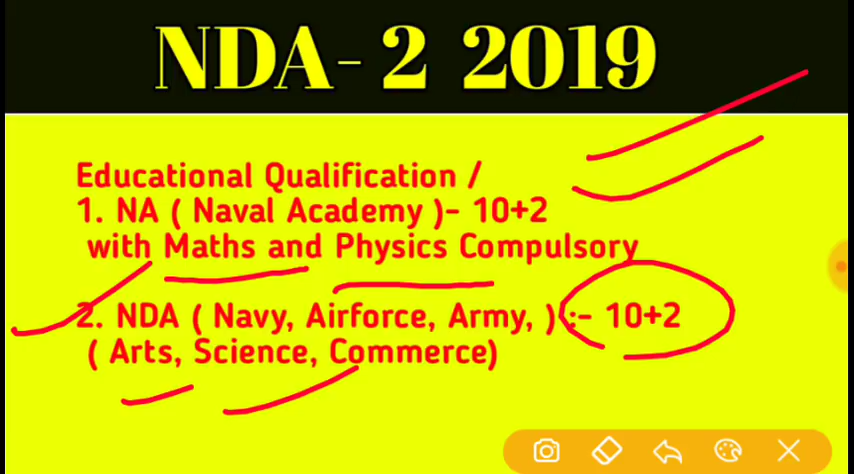 NDA- 2 2019
Educational Qualification /
1. NA ( Naval Academy )- 10+2
with Maths and Physics Compulsory
2. NDA ( Navy, Airforce, Army, ) :- 10+2
( Arts, Science, Commerce)